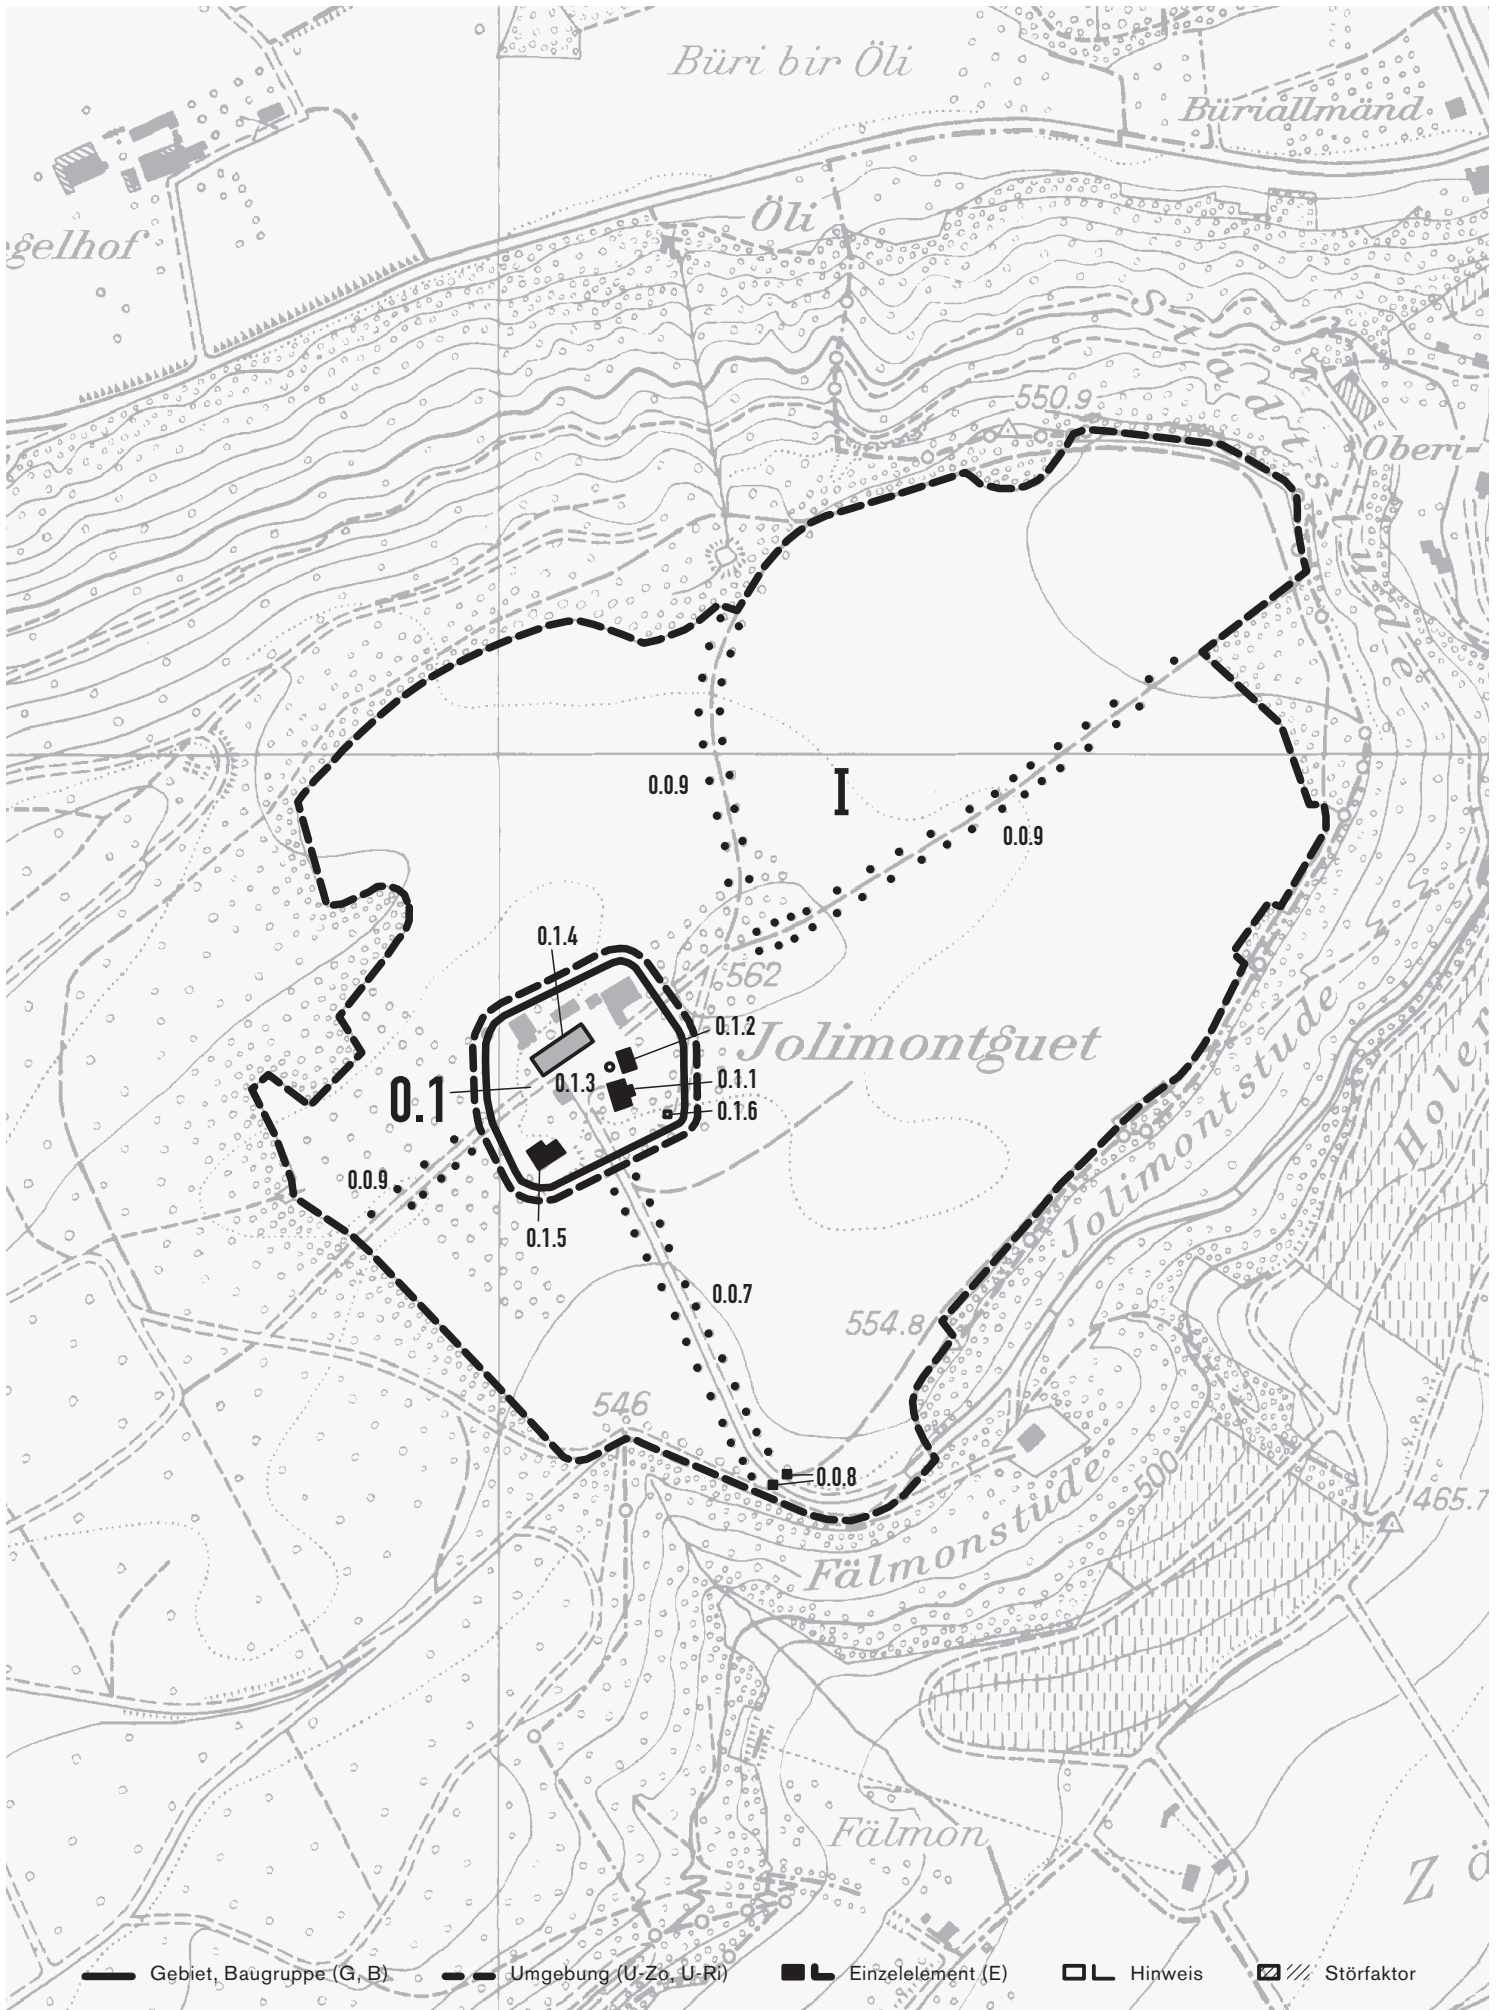 Büri bir Öli
Büriallmänd
Öli
gelhof
Stadtstude
550.9
Oberi-
0.0.9
I
0.0.9
0.1.4
562
0.1.2
Jolimontguet
0.1.3
0.1.1
0.1
0.1.6
Jolimontstude
Holer
0.0.9
0.1.5
0.0.7
554.8
546
0.0.8
500
465.7
Fälmonstude
Fälmon
Zä
Gebiet, Baugruppe (G, B) Umgebung (U-Zo, U-Ri) Einzelelement (E) Hinweis Störfaktor